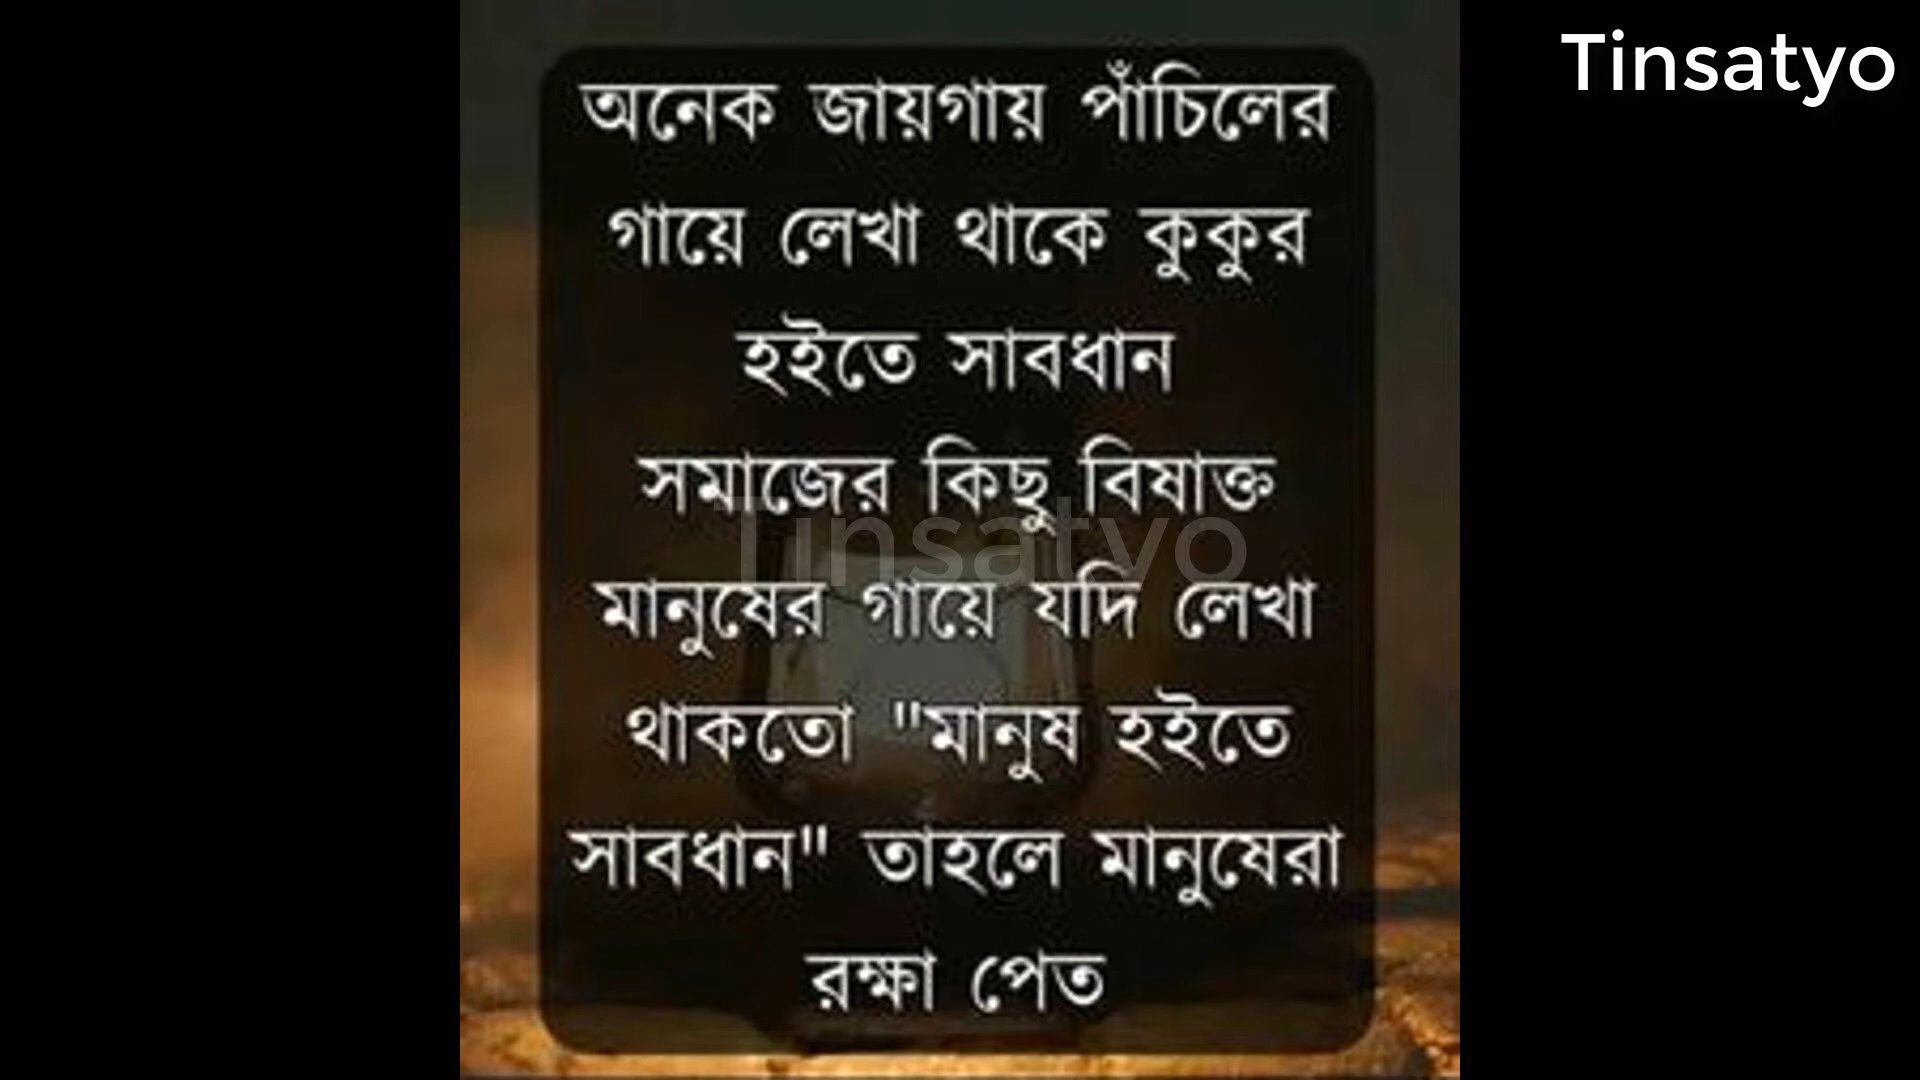 Tinsatyo
অনেক জায়গায় পাঁচিলের
গায়ে লেখা থাকে কুকুর
হইতে সাবধান
সমাজের কিছু বিষাক্ত
Tinsatyo
মানুষের গায়ে যদি লেখা
থাকতো "মানুষ হইতে
সাবধান" তাহলে মানুষেরা
রক্ষা পেত